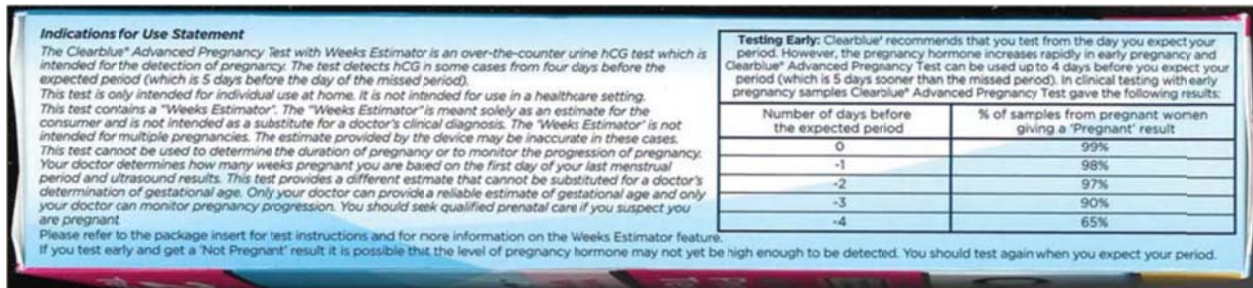 Indications for Use Statement
The Clearblue® Advanced Pregnancy Test with Weeks Estimator is an over-the-counter urine hCG test which is
intended for the detection of pregnancy. The test detects hCG n some cases from four days before the
expected period (which is 5 days before the day of the missed period).
This test is only intended for individual use at home. It is not intended for use in a healthcare setting.
This test contains a "Weeks Estimator". The "Weeks Estimator" is meant solely as an estimate for the
consumer and is not intended as a substitute for a doctor's clinical diagnosis. The "Weeks Estimator" is not
intended for multiple pregnancies. The estimate provided by the device may be inaccurate in these cases.
This test cannot be used to determine the duration of pregnancy or to monitor the progression of pregnancy.
Your doctor determines how many weeks pregnant you are based on the first day of your last menstrual
period and ultrasound results. This test provides a different estmate that cannot be substituted for a doctor's
determination of gestational age. Only your doctor can provide a reliable estimate of gestational age and only
your doctor can monitor pregnancy progression. You should seek qualified prenatal care if you suspect you
are pregnant
Please refer to the package insert for test instructions and for more information on the Weeks Estimator feature.
If you test early and get a 'Not Pregnant' result it is possible that the level of pregnancy hormone may not yet be high enough to be detected. You should test again when you expect your period.
Testing Early: Clearblue® recommends that you test from the day you expect your
period. However, the pregnancy hormone increases rapidly in early pregnancy and
Clearblue® Advanced Pregnancy Test can be used up to 4 days before you expect your
period (which is 5 days sooner than the missed period). In clinical testing with early
pregnancy samples Clearblue® Advanced Pregnancy Test gave the following results:
Number of days before % of samples from pregnant women
the expected period giving a 'Pregnant' result
0 99%
-1 98%
-2 97%
-3 90%
-4 65%